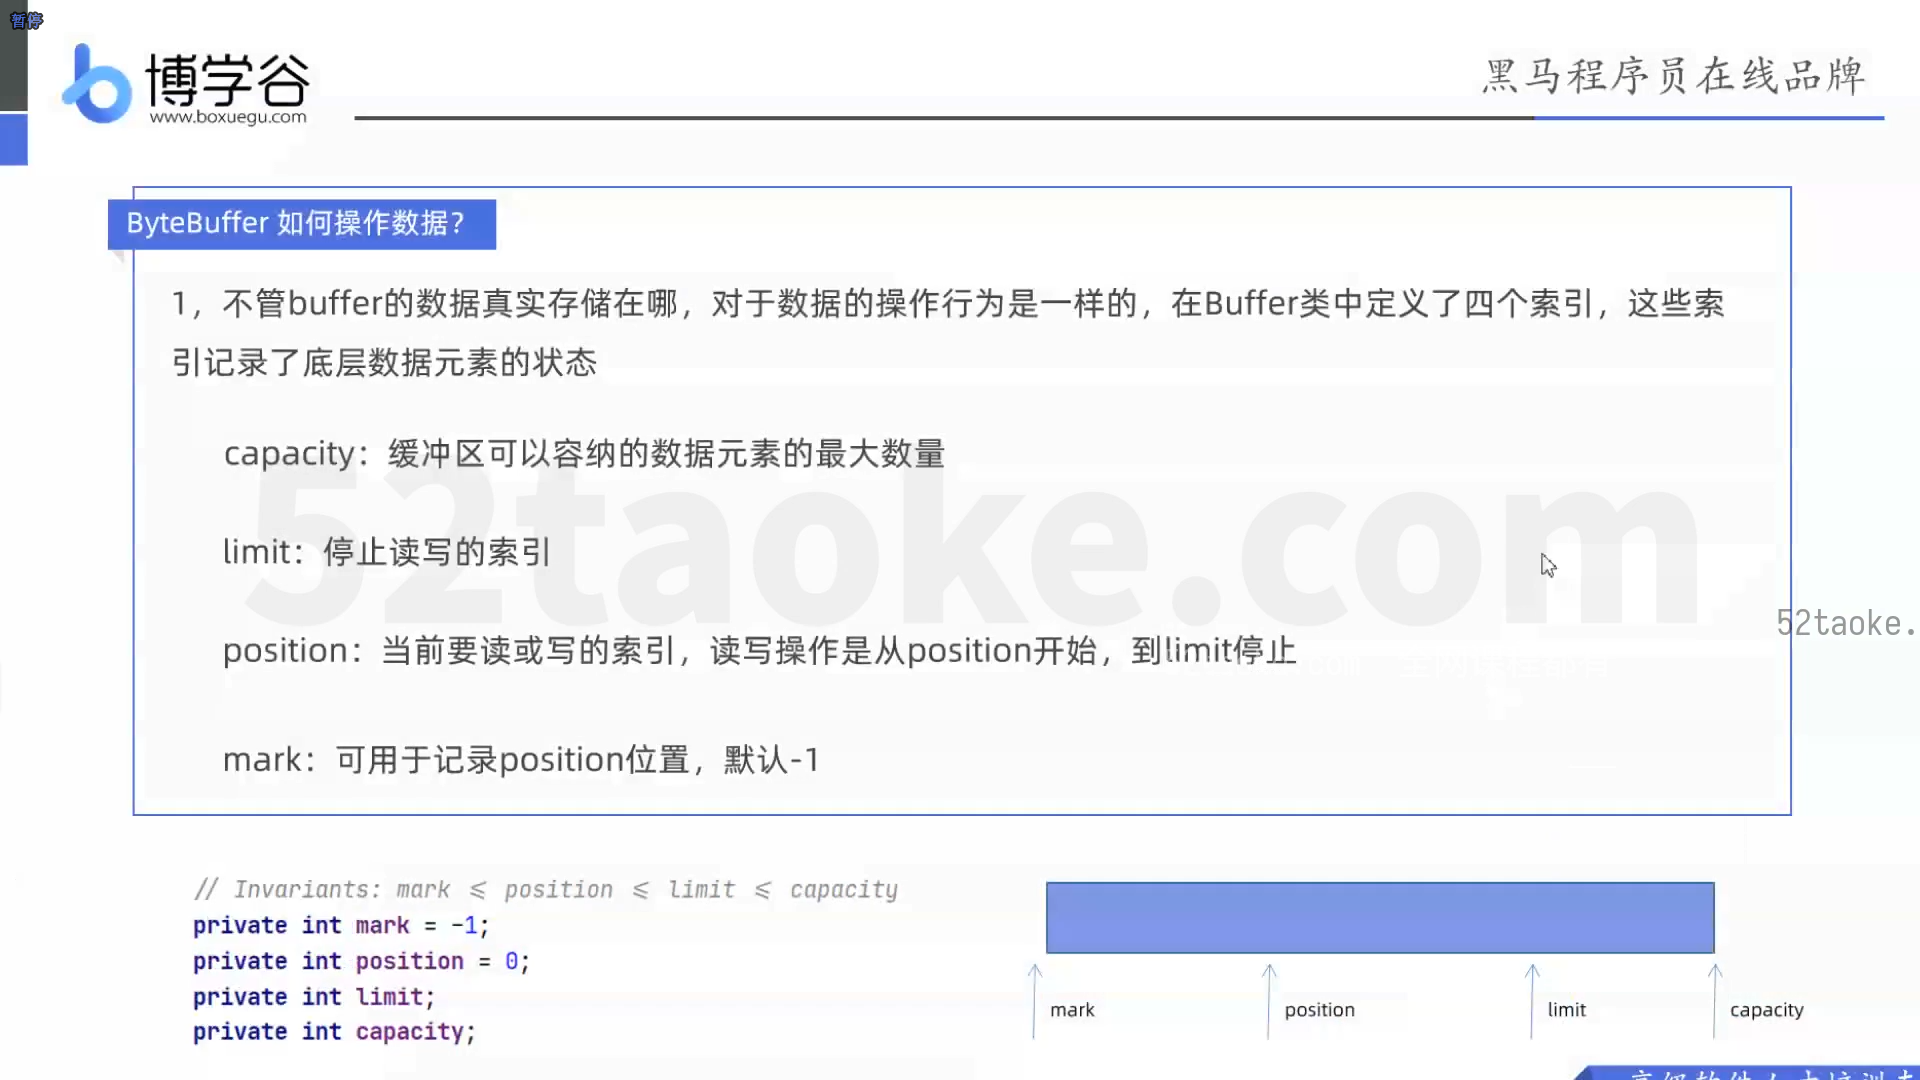 暂停
博学谷
www.boxuegu.com
黑马程序员在线品牌
ByteBuffer 如何操作数据？
1，不管buffer的数据真实存储在哪，对于数据的操作行为是一样的，在Buffer类中定义了四个索引，这些索
引记录了底层数据元素的状态
capacity：缓冲区可以容纳的数据元素的最大数量
limit：停止读写的索引
position：当前要读或写的索引，读写操作是从position开始，到limit停止
mark：可用于记录position位置，默认-1
52taoke.com
52taoke.
// Invariants: mark <= position <= limit <= capacity
private int mark = -1;
private int position = 0;
private int limit;
private int capacity;
mark
position
limit
capacity